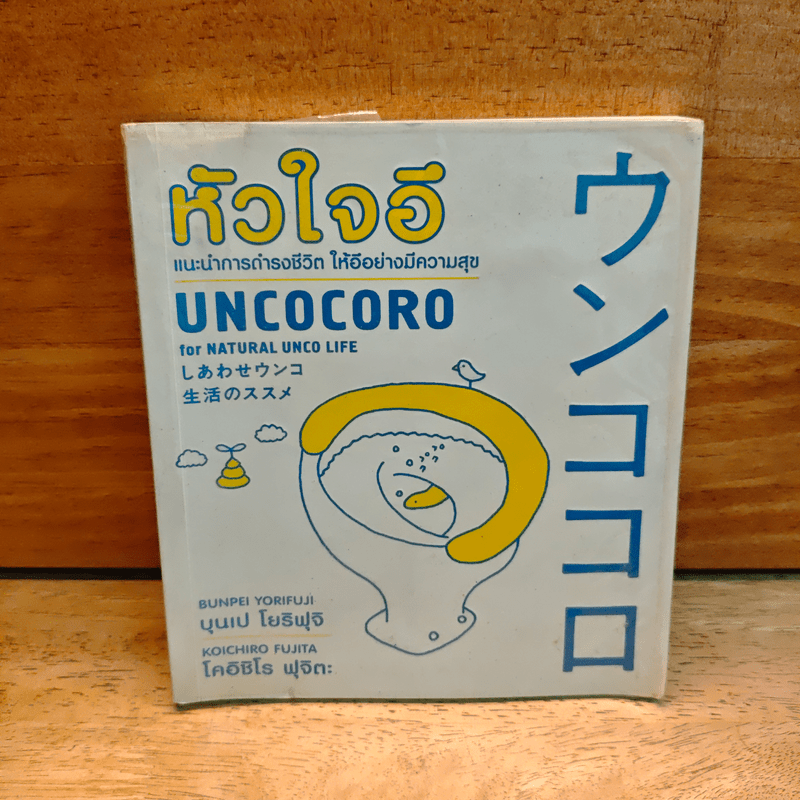 หัวใจอึ
แนะนำการดำรงชีวิต ให้อึอย่างมีความสุข
UNCOCORO
for NATURAL UNCO LIFE
しあわせウンコ
生活のススメ
ウンココロ
BUNPEI YORIFUJI
บุนเป โยริฟุจิ
KOICHIRO FUJITA
โคอิชิโร ฟุจิตะ